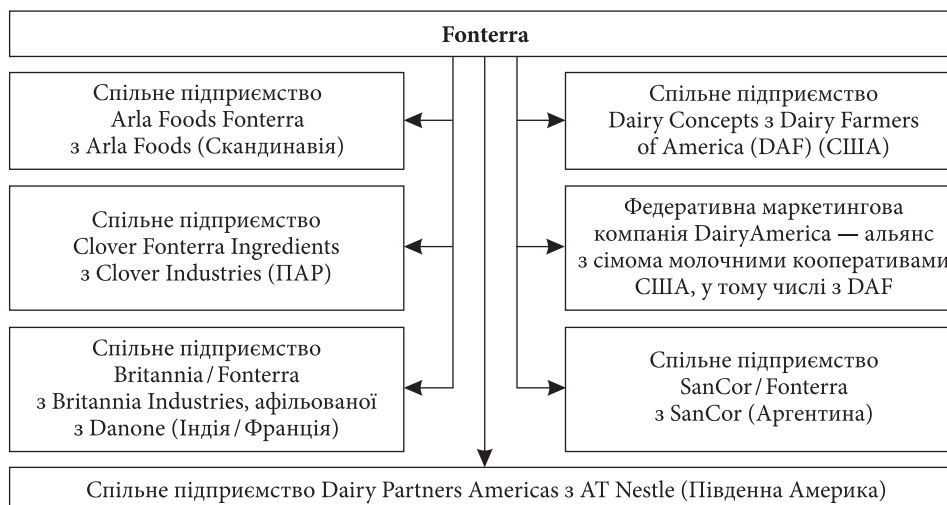 Fonterra
Спільне підприємство
Arla Foods Fonterra
з Arla Foods (Скандинавія)
Спільне підприємство
Dairy Concepts з Dairy Farmers
of America (DAF) (США)
Спільне підприємство
Clover Fonterra Ingredients
з Clover Industries (ПАР)
Федеративна маркетингова
компанія DairyAmerica — альянс
з сімома молочними кооперативами
США, у тому числі з DAF
Спільне підприємство
Britannia / Fonterra
з Britannia Industries, афільованої
з Danone (Індія / Франція)
Спільне підприємство
SanCor / Fonterra
з SanCor (Аргентина)
Спільне підприємство Dairy Partners Americas з AT Nestle (Південна Америка)